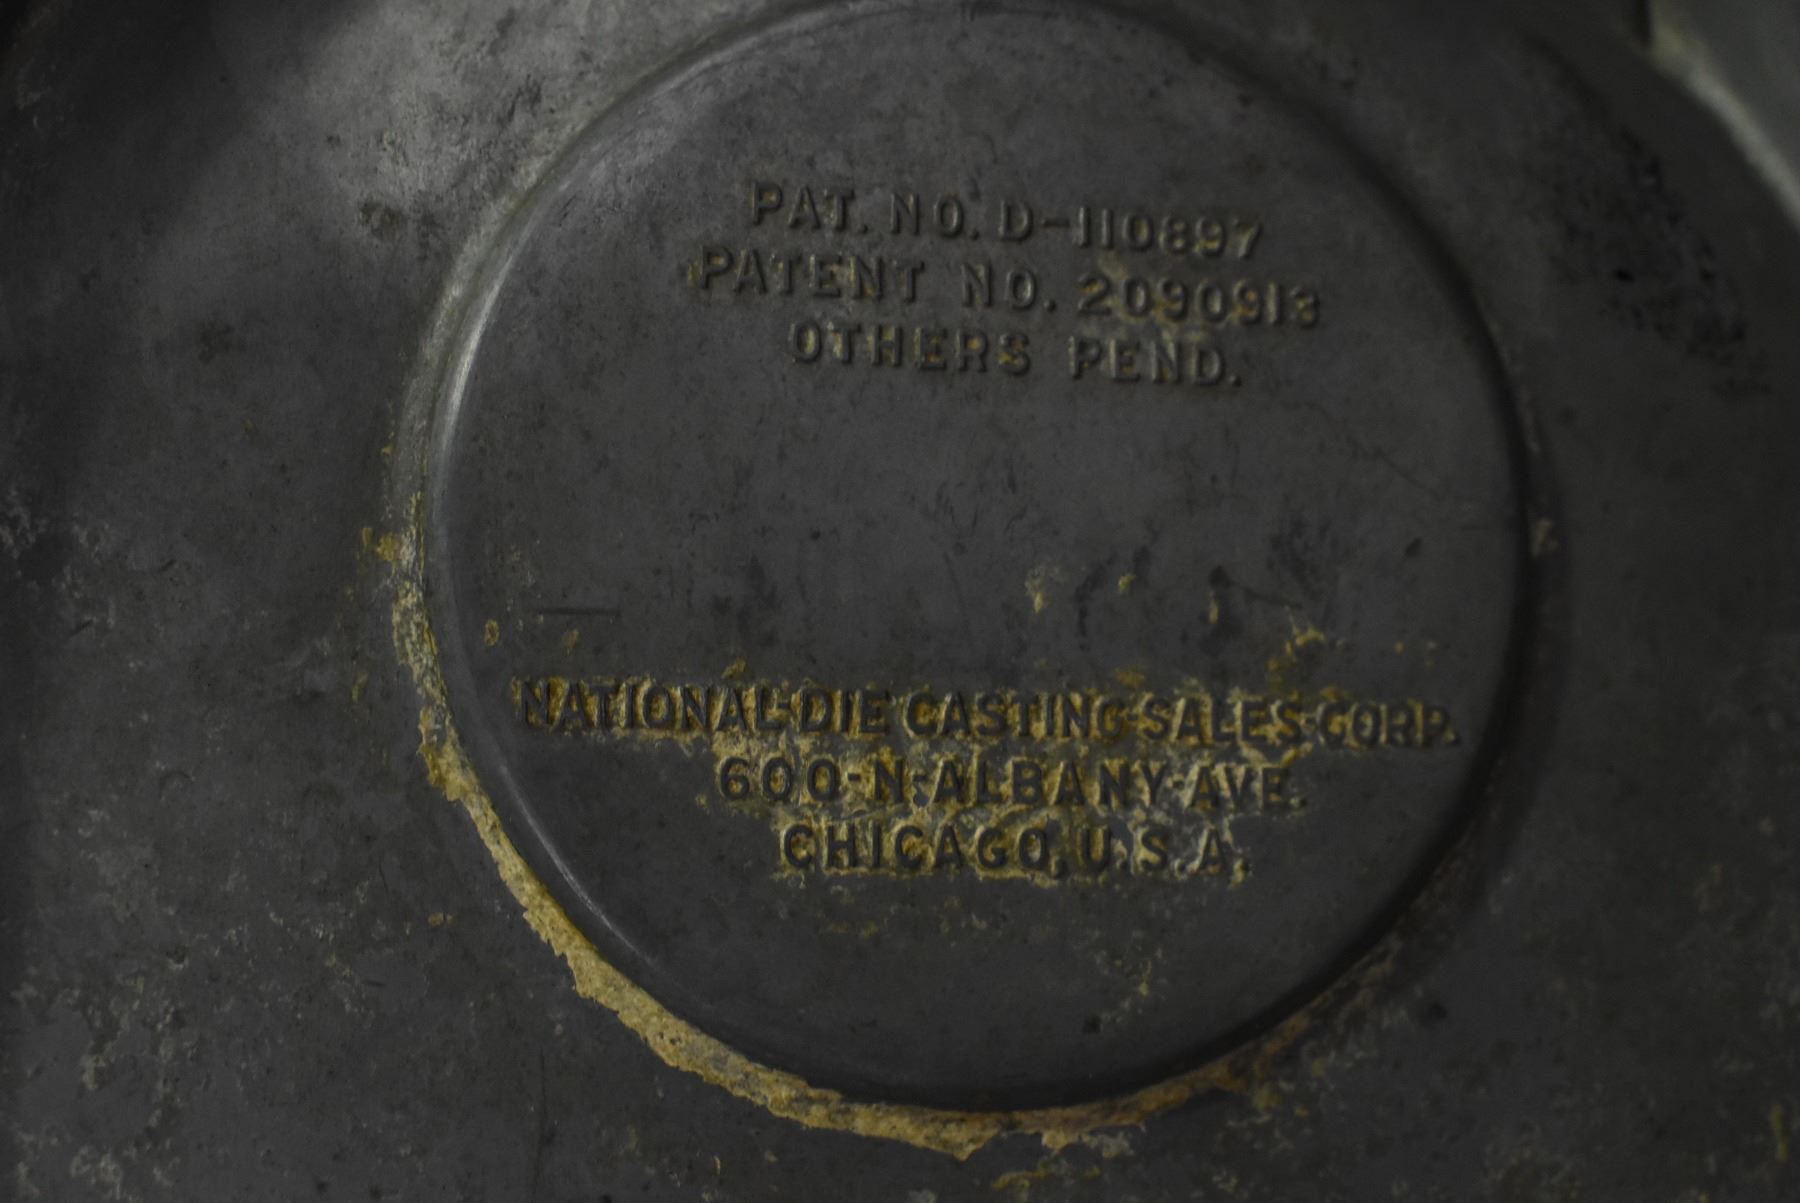 PAT. NO. D-110897
PATENT NO. 2090913
OTHERS PEND.
NATIONAL DIE CASTING SALES CORP.
600 N. ALBANY AVE.
CHICAGO, U.S.A.